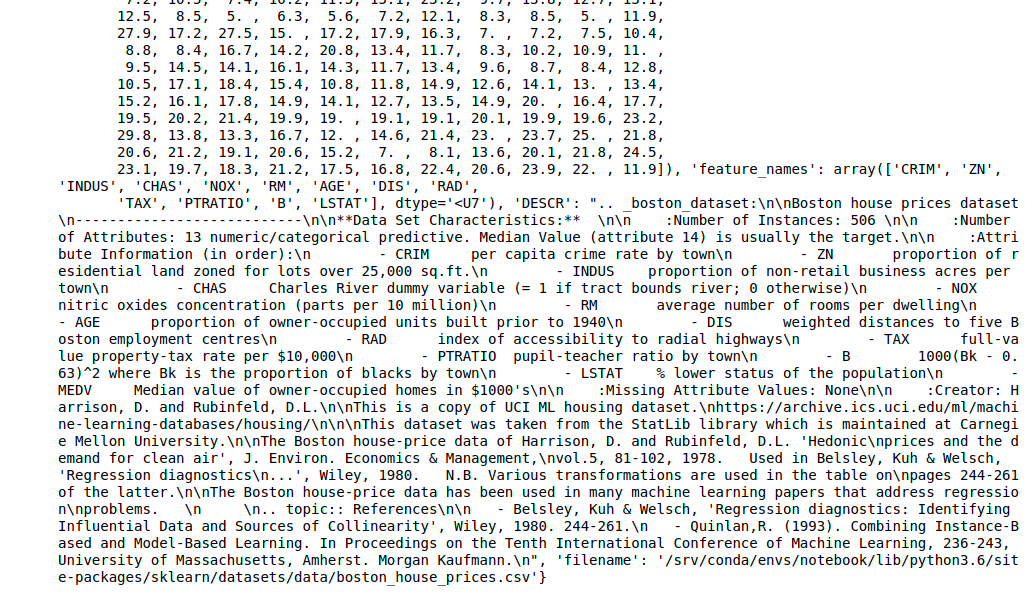 12.5,  8.5,  5. ,  6.3,  5.6,  7.2, 12.1,  8.3,  8.5,  5. , 11.9,
27.9, 17.2, 27.5, 15. , 17.2, 17.9, 16.3,  7. ,  7.2,  7.5, 10.4,
8.8,  8.4, 16.7, 14.2, 20.8, 13.4, 11.7,  8.3, 10.2, 10.9, 11. ,
9.5, 14.5, 14.1, 16.1, 14.3, 11.7, 13.4,  9.6,  8.7,  8.4, 12.8,
10.5, 17.1, 18.4, 15.4, 10.8, 11.8, 14.9, 12.6, 14.1, 13. , 13.4,
15.2, 16.1, 17.8, 14.9, 14.1, 12.7, 13.5, 14.9, 20. , 16.4, 17.7,
19.5, 20.2, 21.4, 19.9, 19. , 19.1, 19.1, 20.1, 19.9, 19.6, 23.2,
29.8, 13.8, 13.3, 16.7, 12. , 14.6, 21.4, 23. , 23.7, 25. , 21.8,
20.6, 21.2, 19.1, 20.6, 15.2,  7. ,  8.1, 13.6, 20.1, 21.8, 24.5,
23.1, 19.7, 18.3, 21.2, 17.5, 16.8, 22.4, 20.6, 23.9, 22. , 11.9]), 'feature_names': array(['CRIM', 'ZN',
'INDUS', 'CHAS', 'NOX', 'RM', 'AGE', 'DIS', 'RAD',
'TAX', 'PTRATIO', 'B', 'LSTAT'], dtype='<U7'), 'DESCR': ".. _boston_dataset:\n\nBoston house prices dataset
\n---------------------------\n\n**Data Set Characteristics:**  \n\n    :Number of Instances: 506 \n\n    :Number
of Attributes: 13 numeric/categorical predictive. Median Value (attribute 14) is usually the target.\n\n    :Attri
bute Information (in order):\n        - CRIM     per capita crime rate by town\n        - ZN       proportion of r
esidential land zoned for lots over 25,000 sq.ft.\n        - INDUS    proportion of non-retail business acres per
town\n        - CHAS     Charles River dummy variable (= 1 if tract bounds river; 0 otherwise)\n        - NOX
nitric oxides concentration (parts per 10 million)\n        - RM       average number of rooms per dwelling\n
- AGE      proportion of owner-occupied units built prior to 1940\n        - DIS      weighted distances to five B
oston employment centres\n        - RAD      index of accessibility to radial highways\n        - TAX      full-va
lue property-tax rate per $10,000\n        - PTRATIO  pupil-teacher ratio by town\n        - B        1000(Bk - 0.
63)^2 where Bk is the proportion of blacks by town\n        - LSTAT    % lower status of the population\n        -
MEDV     Median value of owner-occupied homes in $1000's\n\n    :Missing Attribute Values: None\n\n    :Creator: H
arrison, D. and Rubinfeld, D.L.\n\nThis is a copy of UCI ML housing dataset.\nhttps://archive.ics.uci.edu/ml/machi
ne-learning-databases/housing/\n\n\nThis dataset was taken from the StatLib library which is maintained at Carnegi
e Mellon University.\n\nThe Boston house-price data of Harrison, D. and Rubinfeld, D.L. 'Hedonic\nprices and the d
emand for clean air', J. Environ. Economics & Management,\nvol.5, 81-102, 1978.   Used in Belsley, Kuh & Welsch,
'Regression diagnostics\n...', Wiley, 1980.   N.B. Various transformations are used in the table on\npages 244-261
of the latter.\n\nThe Boston house-price data has been used in many machine learning papers that address regressio
n\nproblems.   \n     \n.. topic:: References\n\n   - Belsley, Kuh & Welsch, 'Regression diagnostics: Identifying
Influential Data and Sources of Collinearity', Wiley, 1980. 244-261.\n   - Quinlan,R. (1993). Combining Instance-B
ased and Model-Based Learning. In Proceedings on the Tenth International Conference of Machine Learning, 236-243,
University of Massachusetts, Amherst. Morgan Kaufmann.\n", 'filename': '/srv/conda/envs/notebook/lib/python3.6/sit
e-packages/sklearn/datasets/data/boston_house_prices.csv'}